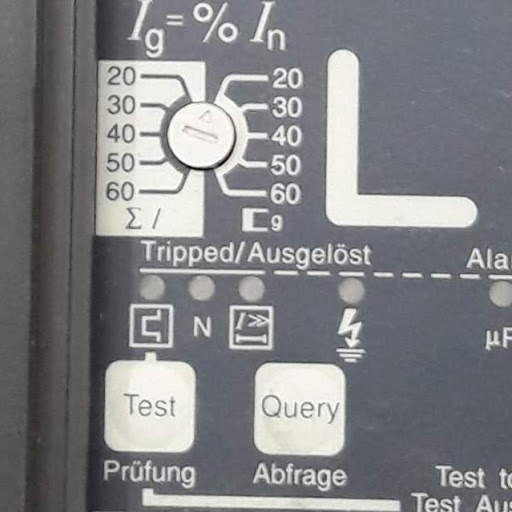 Ig=% In
20 20
30 30
40 40
50 50
60 60
Σ I g
Tripped/Ausgelöst
N I≫
Test Query
Prüfung Abfrage
Test
Test